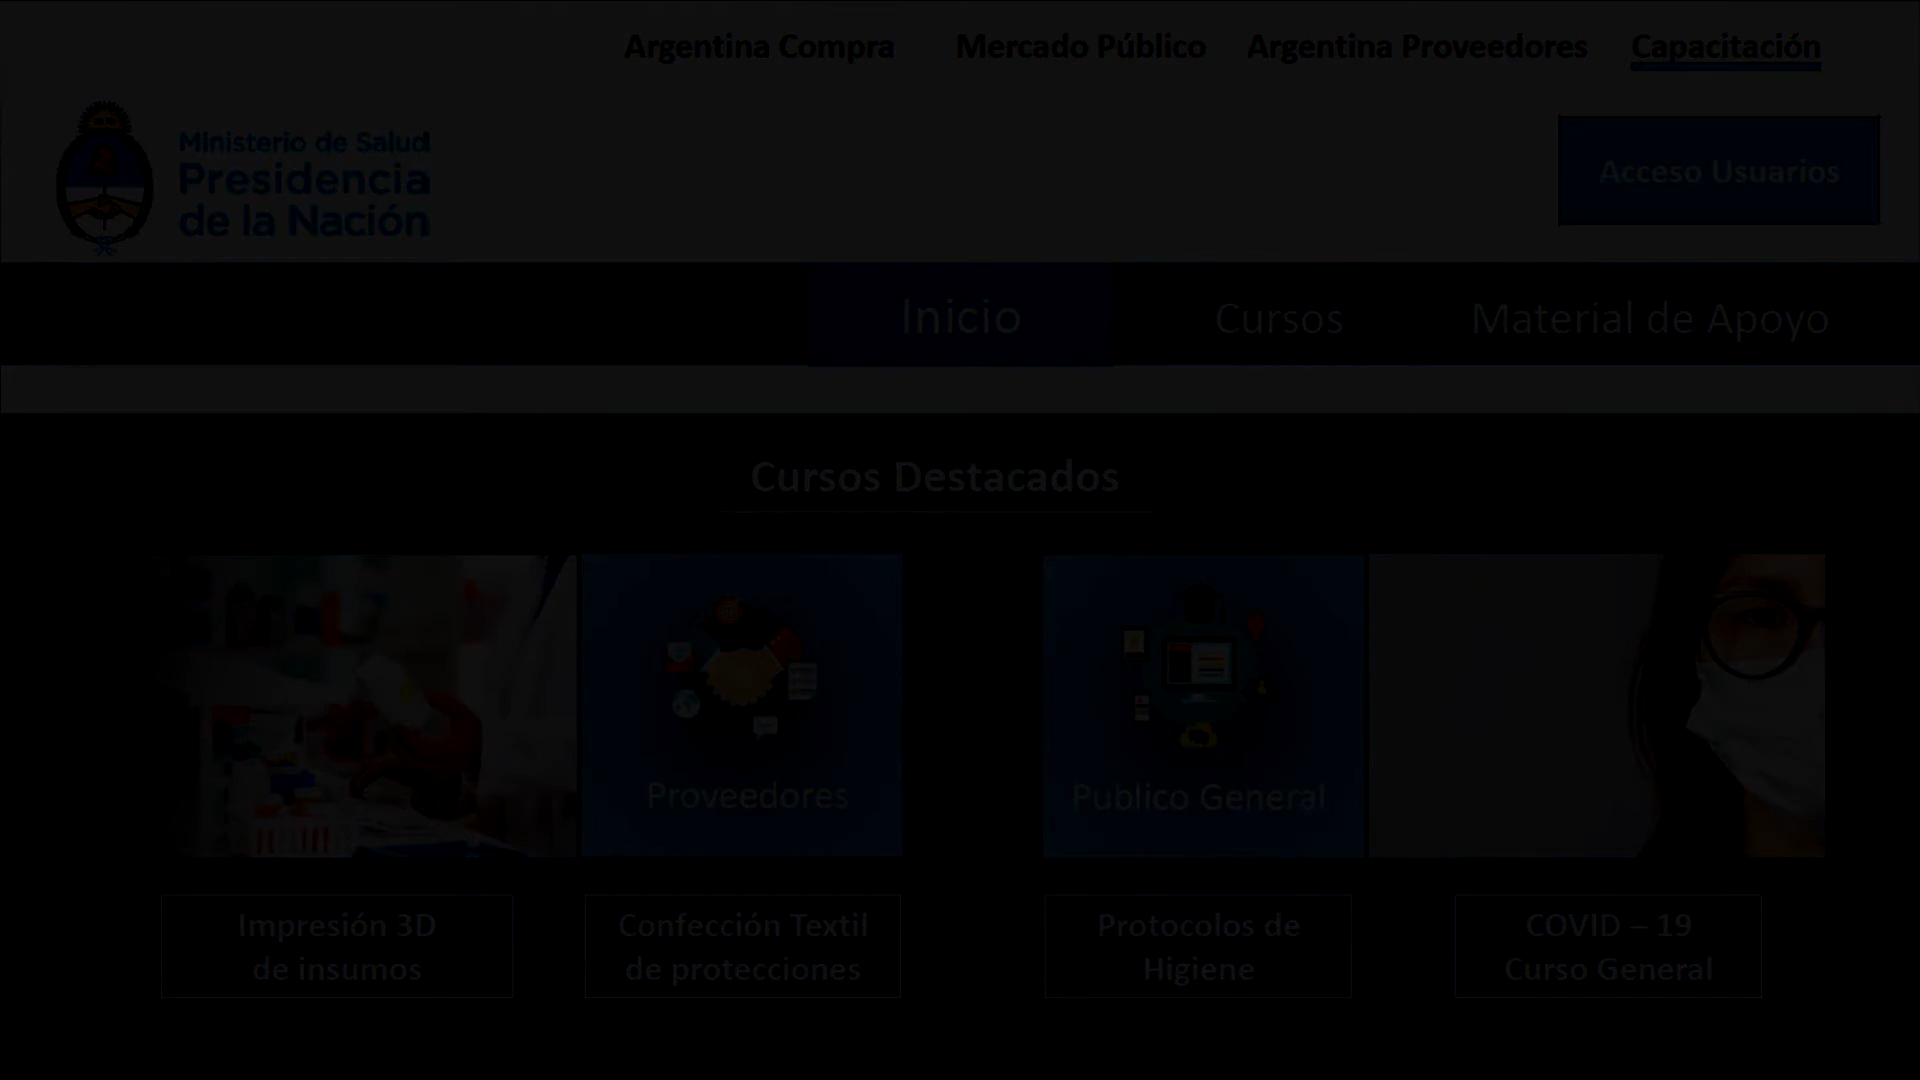 Argentina Compra Mercado Público Argentina Proveedores Capacitación
Ministerio de Salud
Presidencia
de la Nación
Acceso Usuarios
Inicio Cursos Material de Apoyo
Cursos Destacados
Proveedores
Publico General
Impresión 3D
de insumos
Confección Textil
de protecciones
Protocolos de
Higiene
COVID – 19
Curso General